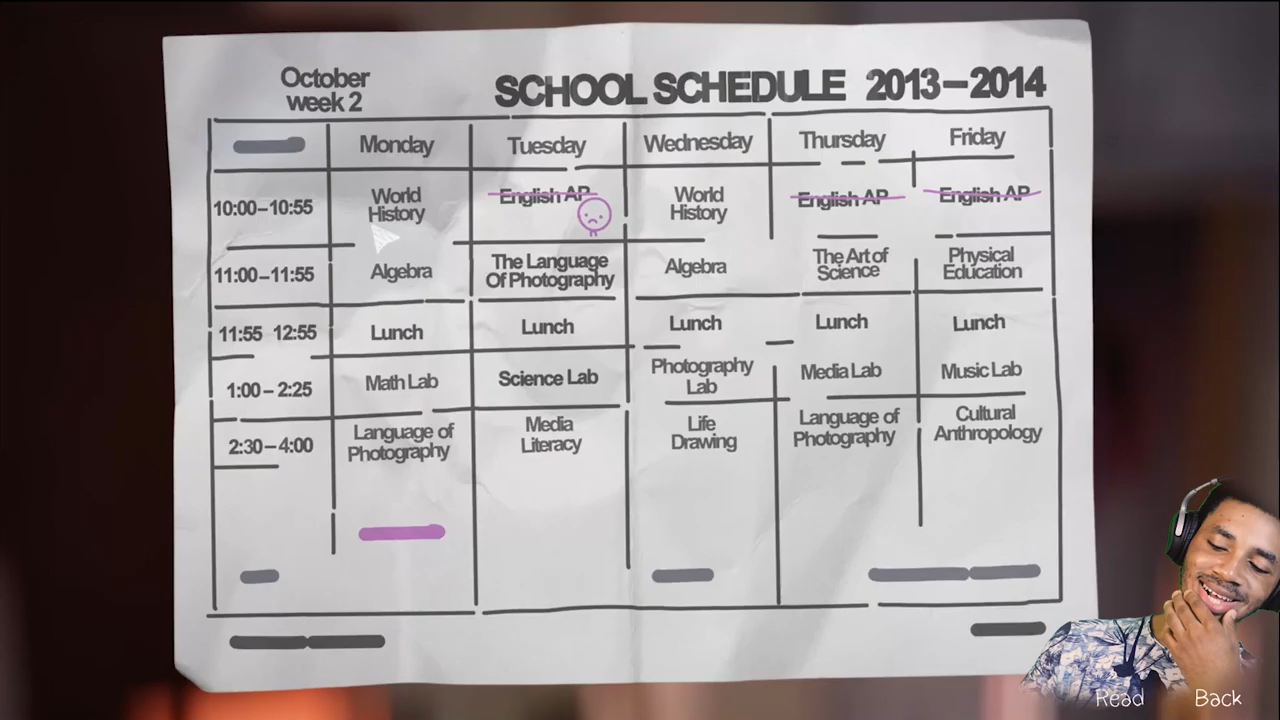 October
week 2
SCHOOL SCHEDULE 2013-2014
Monday Tuesday Wednesday Thursday Friday
10:00-10:55
World
History
English AP
World
History
English AP
English AP
11:00-11:55
Algebra
The Language
Of Photography
Algebra
The Art of
Science
Physical
Education
11:55 12:55 Lunch Lunch Lunch Lunch Lunch
1:00-2:25
Math Lab
Science Lab
Photography
Lab
Media Lab
Music Lab
2:30-4:00
Language of
Photography
Media
Literacy
Life
Drawing
Language of
Photography
Cultural
Anthropology
Read Back